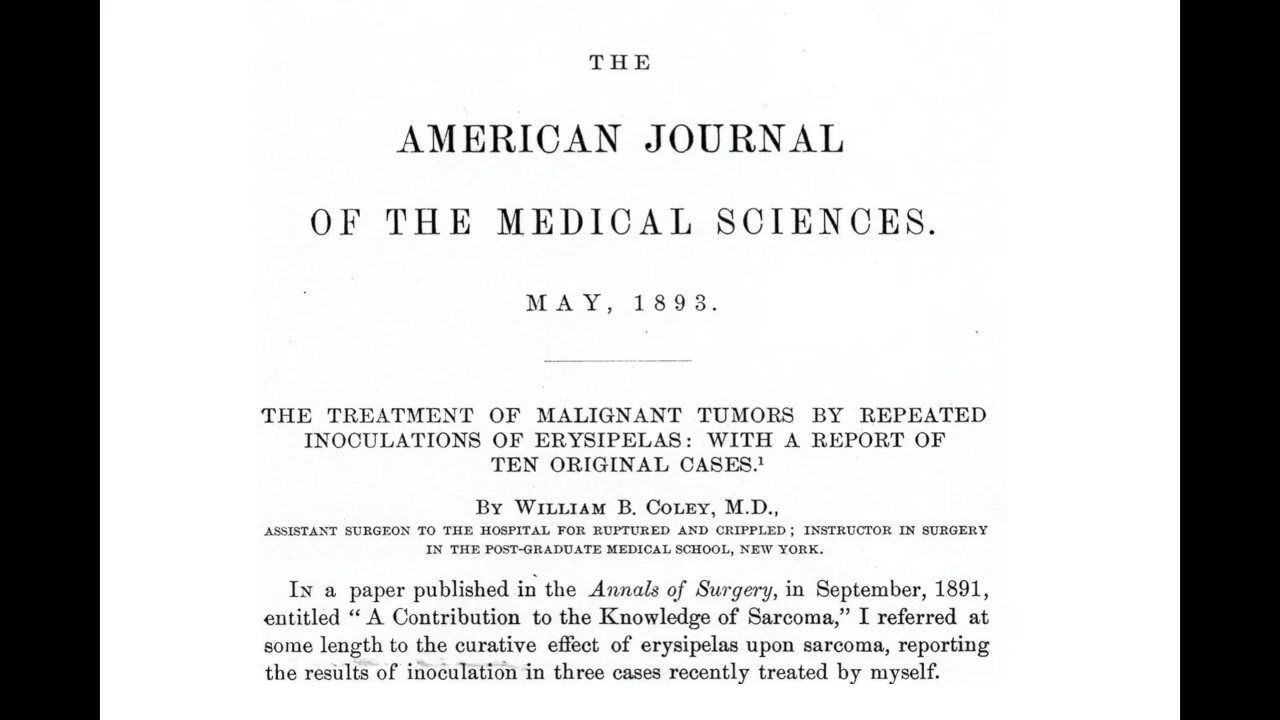 THE
AMERICAN JOURNAL
OF THE MEDICAL SCIENCES.
MAY, 1893.
THE TREATMENT OF MALIGNANT TUMORS BY REPEATED
INOCULATIONS OF ERYSIPELAS: WITH A REPORT OF
TEN ORIGINAL CASES.¹
BY WILLIAM B. COLEY, M.D.,
ASSISTANT SURGEON TO THE HOSPITAL FOR RUPTURED AND CRIPPLED; INSTRUCTOR IN SURGERY
IN THE POST-GRADUATE MEDICAL SCHOOL, NEW YORK.
IN a paper published in the Annals of Surgery, in September, 1891,
entitled “A Contribution to the Knowledge of Sarcoma,” I referred at
some length to the curative effect of erysipelas upon sarcoma, reporting
the results of inoculation in three cases recently treated by myself.